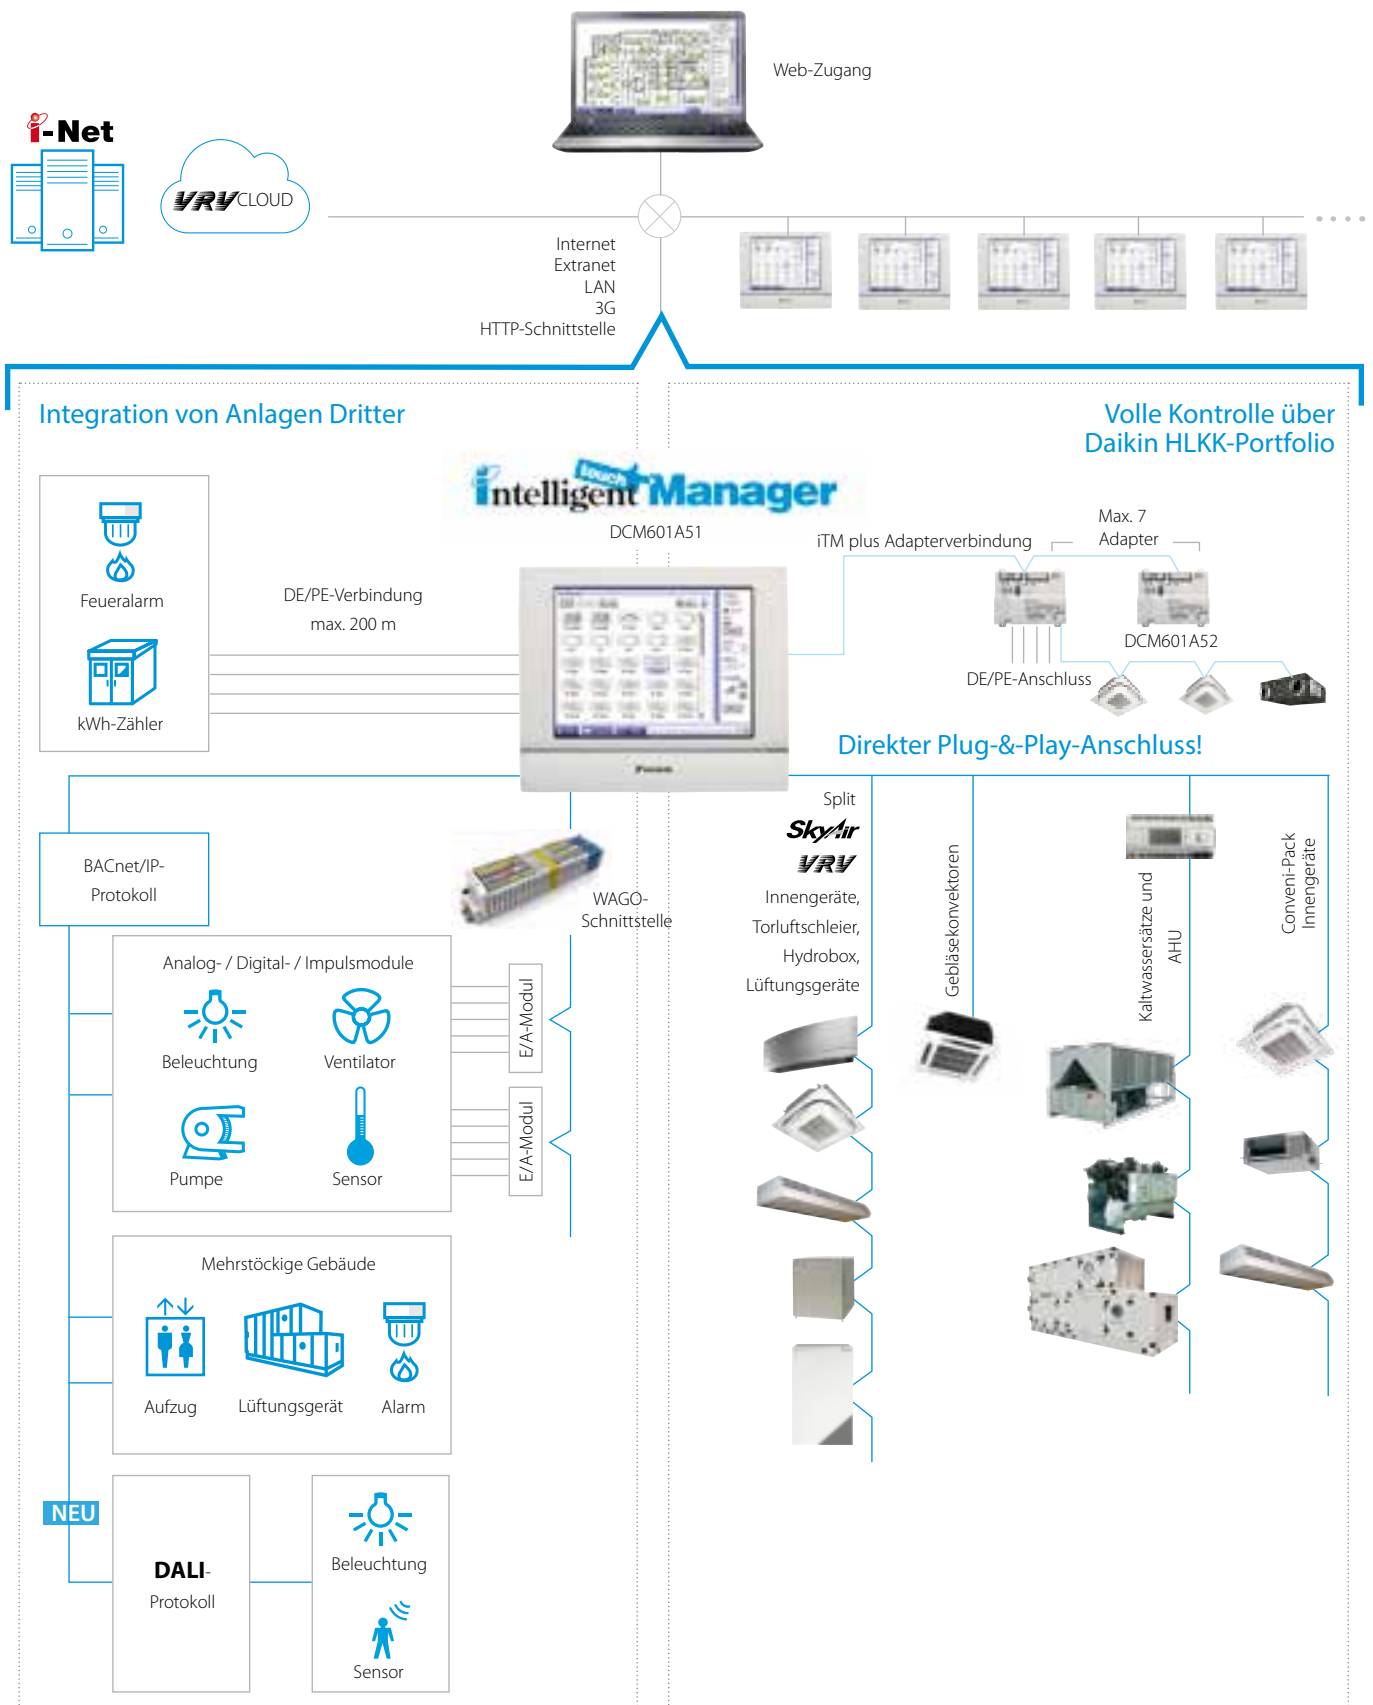 Web-Zugang
i-Net
VRV CLOUD
Internet
Extranet
LAN
3G
HTTP-Schnittstelle
Integration von Anlagen Dritter
Volle Kontrolle über
Daikin HLKK-Portfolio
intelligent touch Manager
DCM601A51
Feueralarm
kWh-Zähler
DE/PE-Verbindung
max. 200 m
iTM plus Adapterverbindung
Max. 7
Adapter
DCM601A52
DE/PE-Anschluss
Direkter Plug-&-Play-Anschluss!
BACnet/IP-
Protokoll
WAGO-
Schnittstelle
Analog- / Digital- / Impulsmodule
Beleuchtung
Ventilator
Pumpe
Sensor
E/A-Modul
E/A-Modul
Split
SkyAir
VRV
Innengeräte,
Torluftschleier,
Hydrobox,
Lüftungsgeräte
Gebläsekonvektoren
Kaltwassersätze und
AHU
Conveni-Pack
Innengeräte
Mehrstöckige Gebäude
Aufzug
Lüftungsgerät
Alarm
NEU
DALI-
Protokoll
Beleuchtung
Sensor